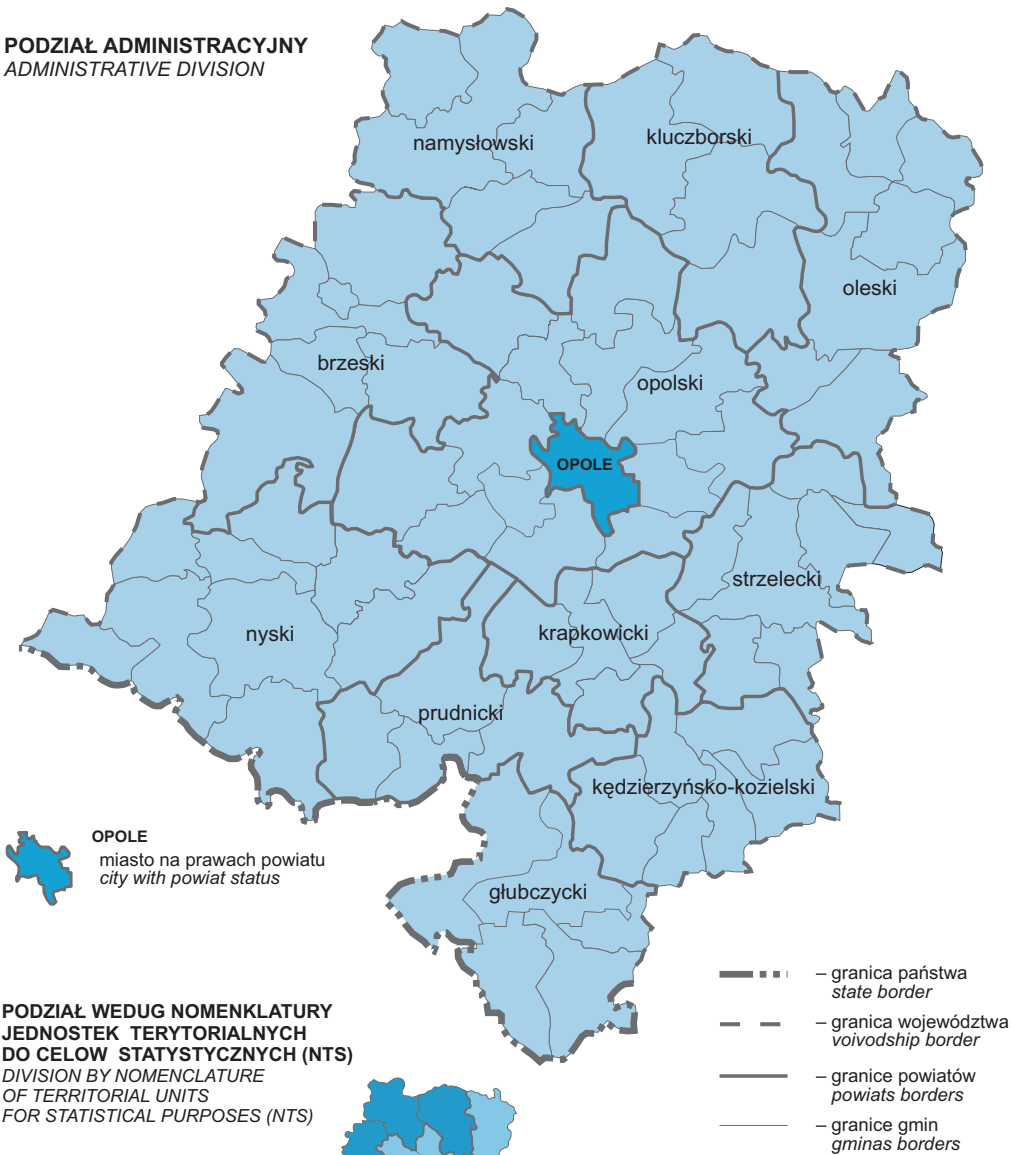 PODZIAŁ ADMINISTRACYJNY
ADMINISTRATIVE DIVISION
namysłowski
kluczborski
oleski
brzeski
opolski
OPOLE
strzelecki
nyski
krapkowicki
prudnicki
kędzierzyńsko-kozielski
OPOLE
miasto na prawach powiatu
city with powiat status
głubczycki
– granica państwa
state border
– granica województwa
voivodship border
– granice powiatów
powiats borders
– granice gmin
gminas borders
PODZIAŁ WEDUG NOMENKLATURY
JEDNOSTEK TERYTORIALNYCH
DO CELOW STATYSTYCZNYCH (NTS)
DIVISION BY NOMENCLATURE
OF TERRITORIAL UNITS
FOR STATISTICAL PURPOSES (NTS)